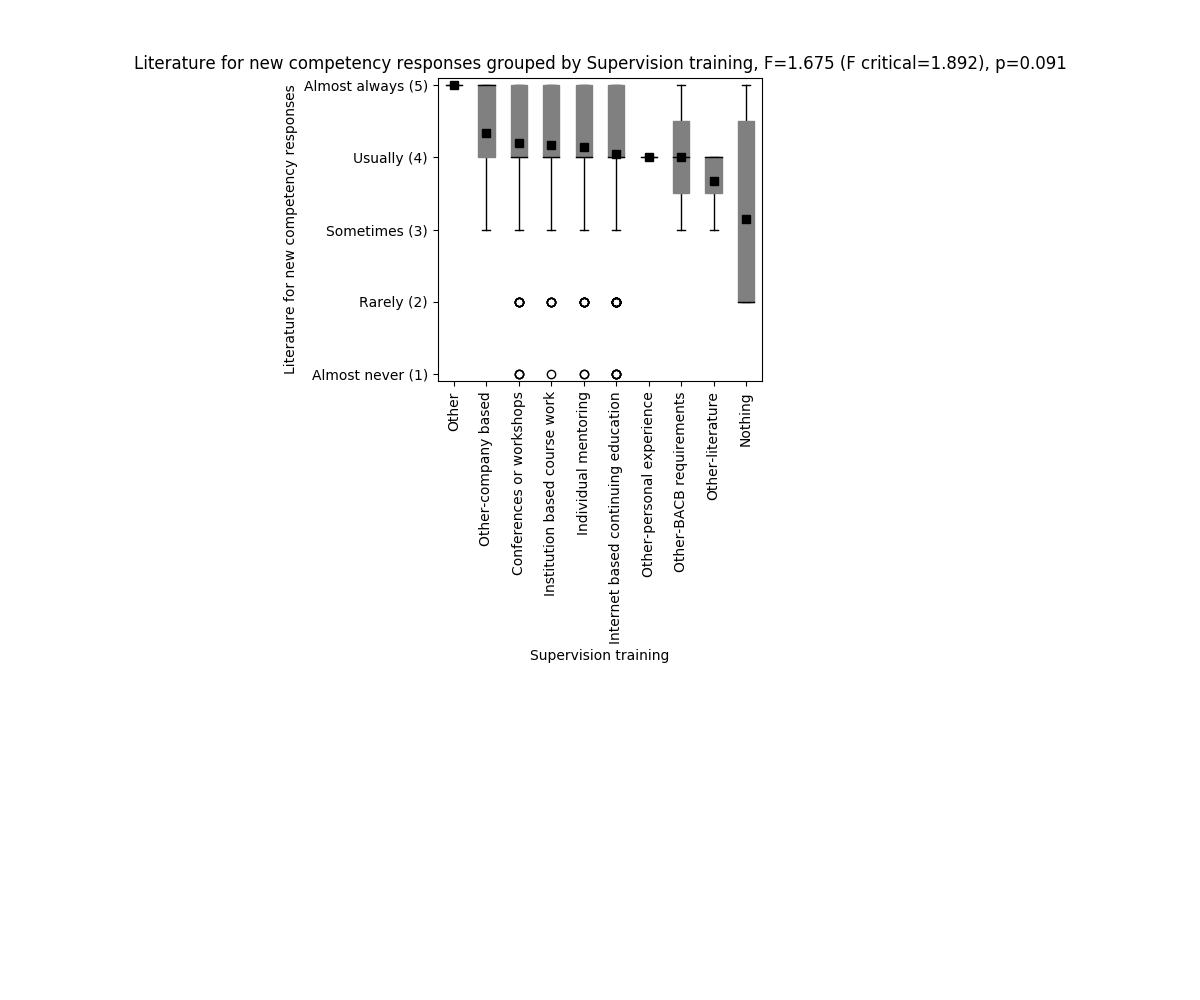 Literature for new competency responses grouped by Supervision training, F=1.675 (F critical=1.892), p=0.091
Literature for new competency responses
Almost always (5)
Usually (4)
Sometimes (3)
Rarely (2)
Almost never (1)
Other
Other-company based
Conferences or workshops
Institution based course work
Individual mentoring
Internet based continuing education
Other-personal experience
Other-BACB requirements
Other-literature
Nothing
Supervision training